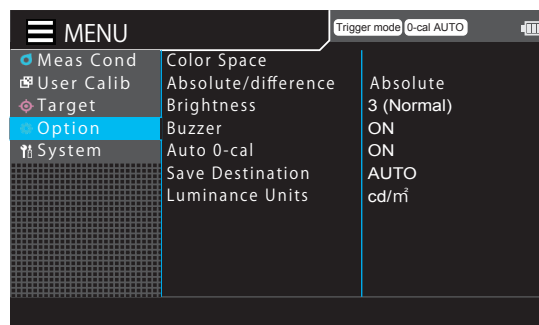 MENU
Trigger mode 0-cal AUTO
Meas Cond
User Calib
Target
Option
System
Color Space
Absolute/difference Absolute
Brightness 3 (Normal)
Buzzer ON
Auto 0-cal ON
Save Destination AUTO
Luminance Units cd/㎡